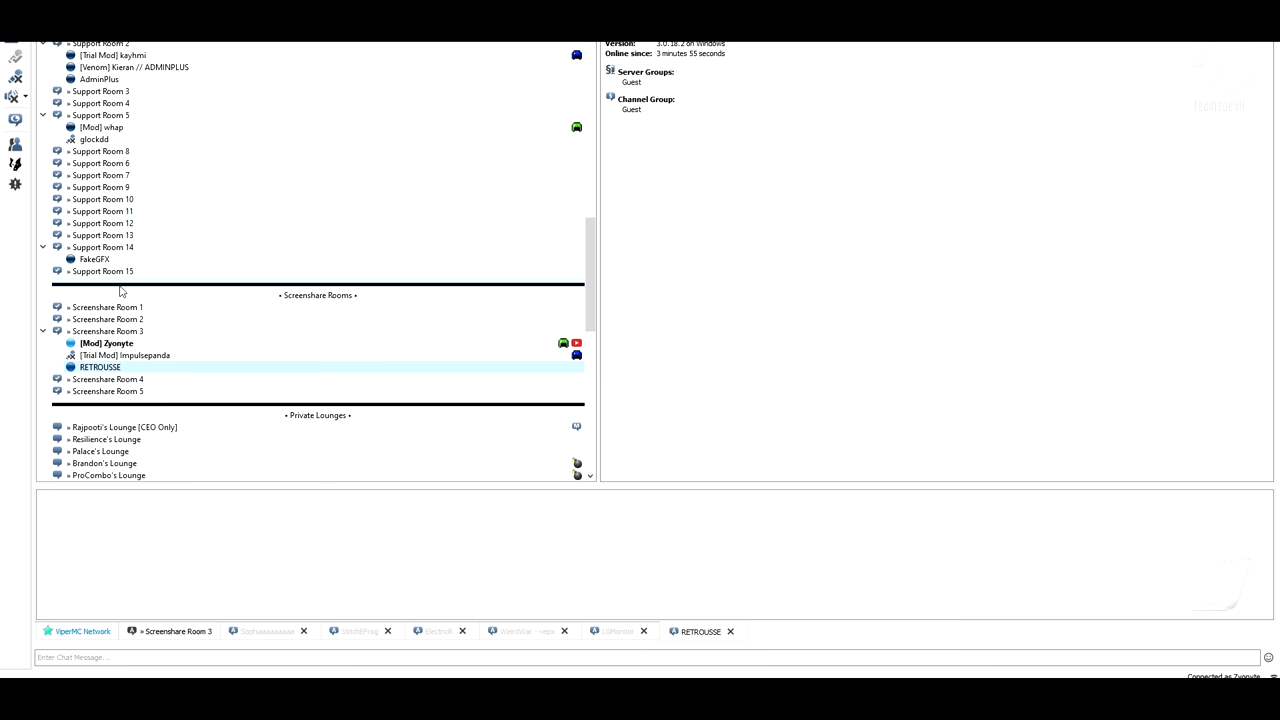 » Support Room 2
Version: 3.0.18.2 on Windows
[Trial Mod] kayhmi
Online since: 3 minutes 55 seconds
[Venom] Kieran // ADMINPLUS
Server Groups:
AdminPlus
Guest
» Support Room 3
» Support Room 4
Channel Group:
Guest
» Support Room 5
[Mod] whap
glockdd
» Support Room 8
» Support Room 6
» Support Room 7
» Support Room 9
» Support Room 10
» Support Room 11
» Support Room 12
» Support Room 13
» Support Room 14
FakeGFX
» Support Room 15
• Screenshare Rooms •
» Screenshare Room 1
» Screenshare Room 2
» Screenshare Room 3
[Mod] Zyonyte
[Trial Mod] Impulsepanda
RETROUSSE
» Screenshare Room 4
» Screenshare Room 5
• Private Lounges •
» Rajpooti's Lounge [CEO Only]
» Resilience's Lounge
» Palace's Lounge
» Brandon's Lounge
» ProCombo's Lounge
ViperMC Network » Screenshare Room 3 StitchEFrog WeirdWar - vepx LGMonitor RETROUSSE
Enter Chat Message...
Connected as Zyonyte